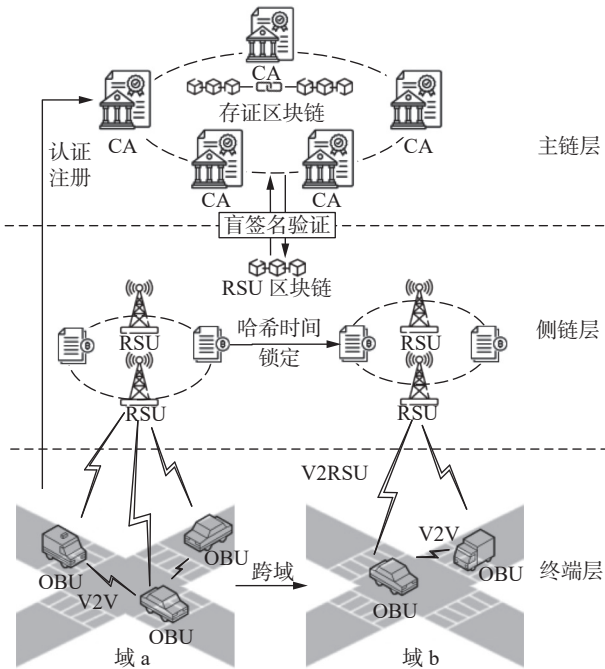 CA
存证区块链
CA
CA
认证
注册
主链层
CA
CA
盲签名验证
RSU 区块链
RSU
哈希时间
锁定
RSU
侧链层
RSU
RSU
V2RSU
OBU
V2V
OBU
OBU
跨域
V2V
OBU
OBU
终端层
域 a
域 b